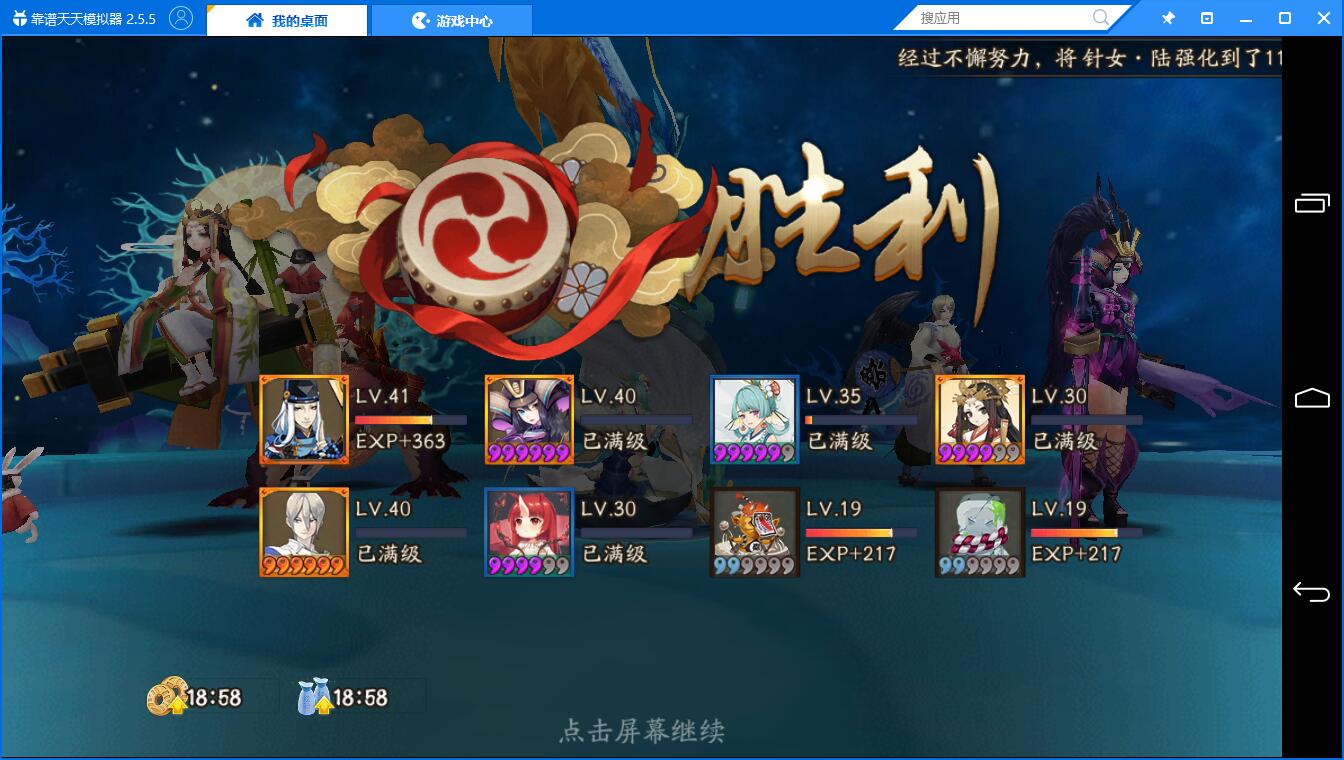 靠谱天天模拟器 2.5.5
我的桌面
游戏中心
搜应用
经过不懈努力，将针女·陆强化到了11
胜利
LV.41
EXP+363
LV.40
已满级
LV.35
已满级
LV.30
已满级
LV.40
已满级
LV.30
已满级
LV.19
EXP+217
LV.19
EXP+217
18:58
18:58
点击屏幕继续